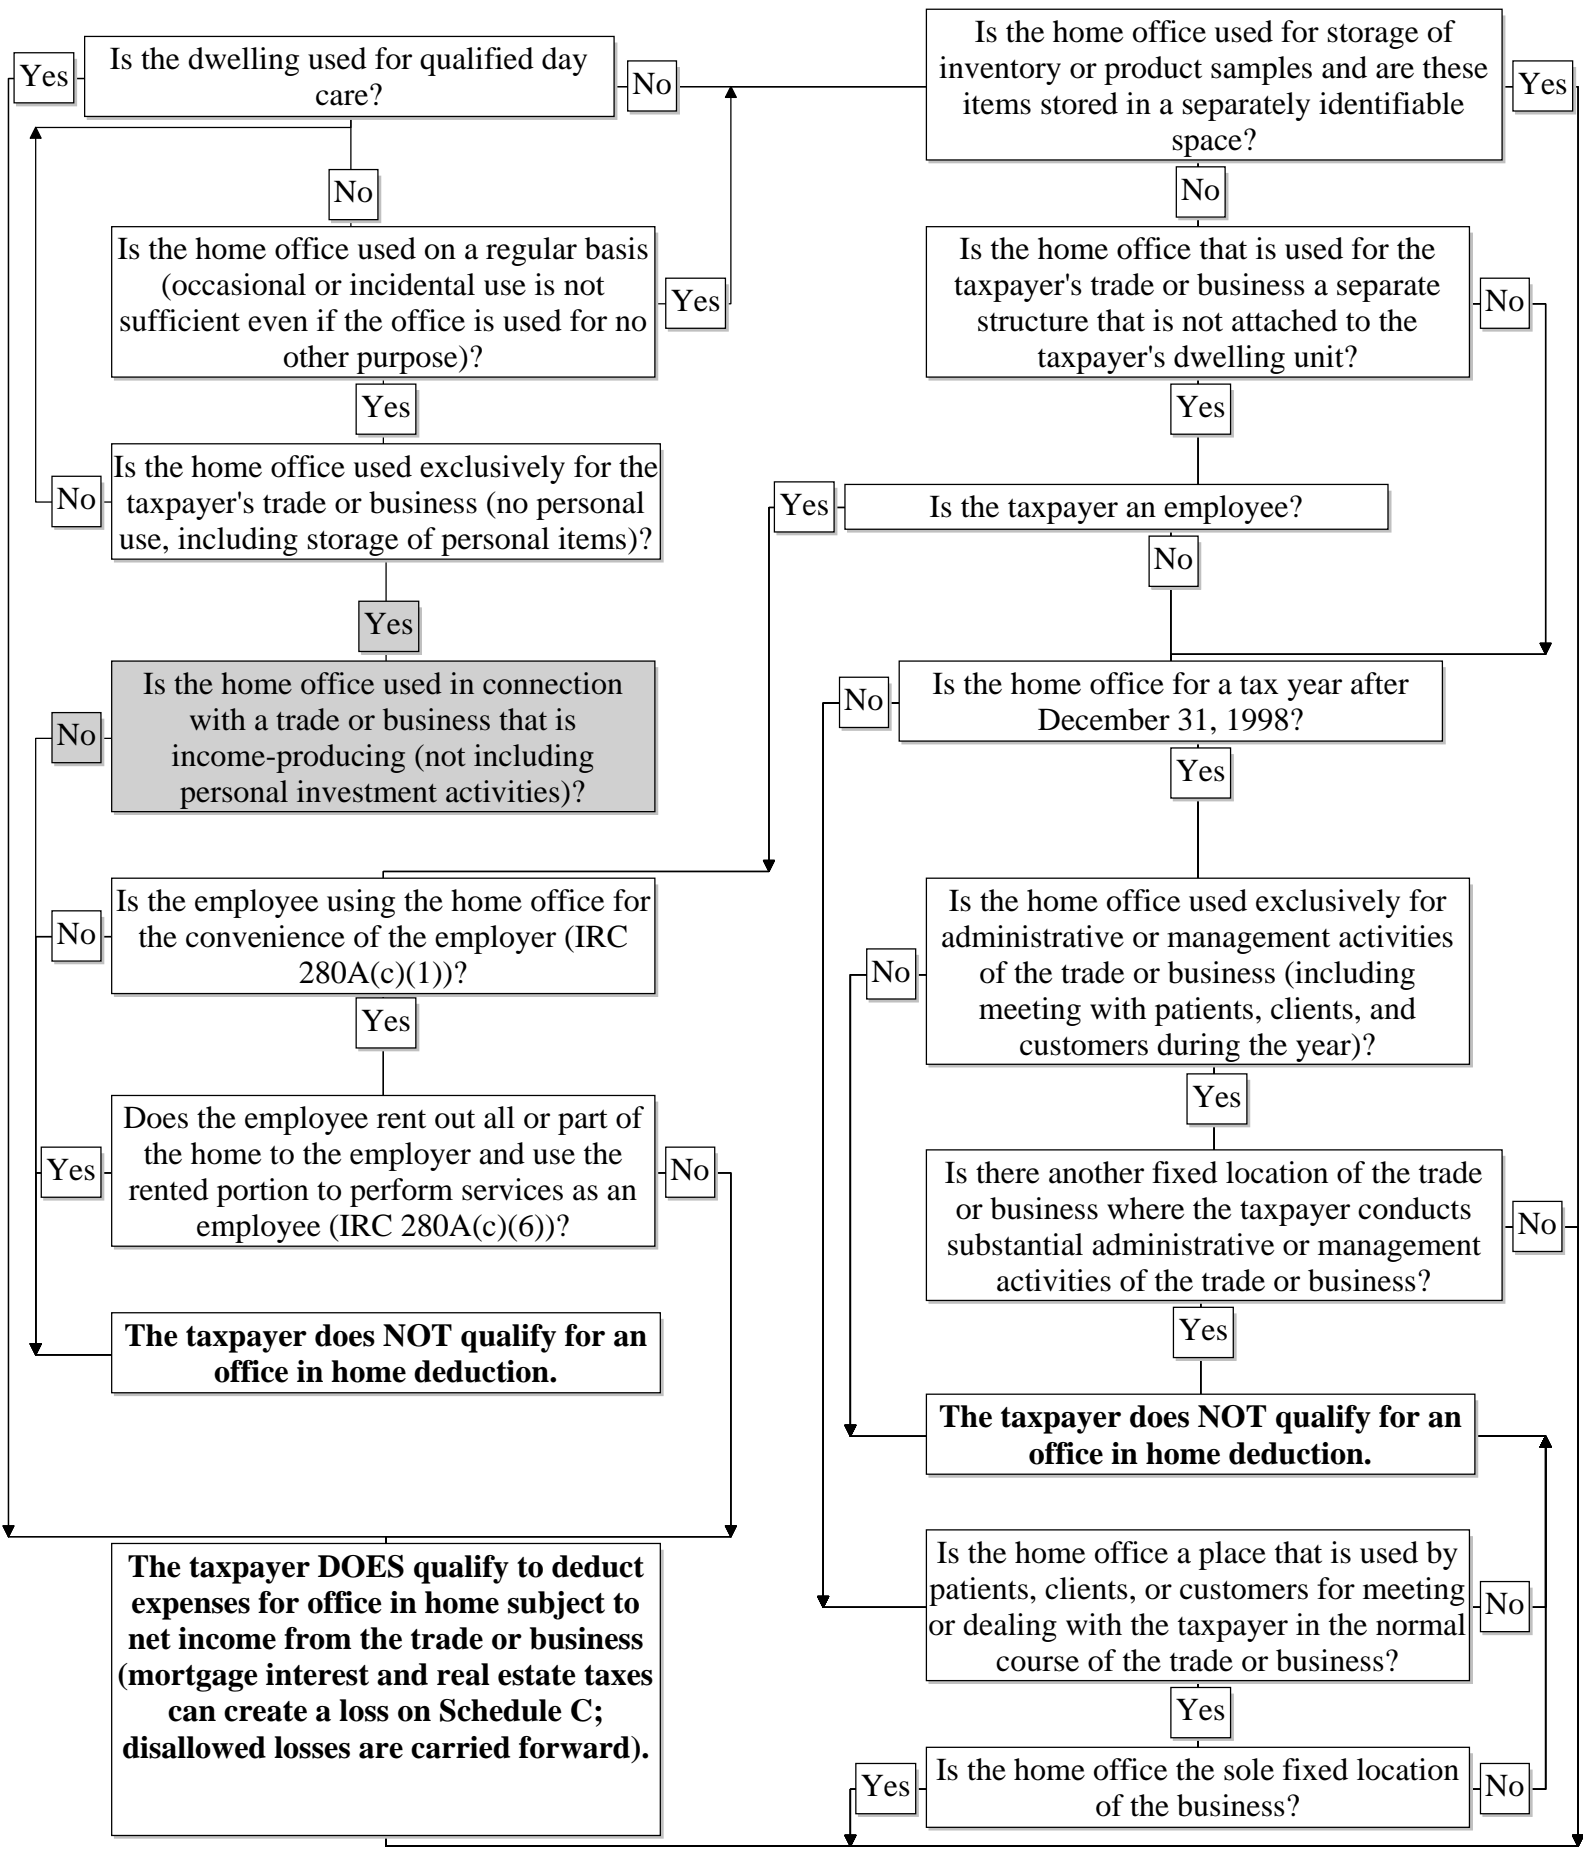 Yes
Is the dwelling used for qualified day
care?
No
No
Is the home office used on a regular basis
(occasional or incidental use is not
sufficient even if the office is used for no
other purpose)?
Yes
Yes
Is the home office used exclusively for the
taxpayer's trade or business (no personal
use, including storage of personal items)?
No
Yes
Is the home office used in connection
with a trade or business that is
income-producing (not including
personal investment activities)?
No
Is the employee using the home office for
the convenience of the employer (IRC
280A(c)(1))?
No
Yes
Does the employee rent out all or part of
the home to the employer and use the
rented portion to perform services as an
employee (IRC 280A(c)(6))?
Yes
No
The taxpayer does NOT qualify for an
office in home deduction.
The taxpayer DOES qualify to deduct
expenses for office in home subject to
net income from the trade or business
(mortgage interest and real estate taxes
can create a loss on Schedule C;
disallowed losses are carried forward).
Is the home office used for storage of
inventory or product samples and are these
items stored in a separately identifiable
space?
Yes
No
Is the home office that is used for the
taxpayer's trade or business a separate
structure that is not attached to the
taxpayer's dwelling unit?
No
Yes
Yes
Is the taxpayer an employee?
No
No
Is the home office for a tax year after
December 31, 1998?
Yes
Is the home office used exclusively for
administrative or management activities
of the trade or business (including
meeting with patients, clients, and
customers during the year)?
No
Yes
Is there another fixed location of the trade
or business where the taxpayer conducts
substantial administrative or management
activities of the trade or business?
No
Yes
The taxpayer does NOT qualify for an
office in home deduction.
Is the home office a place that is used by
patients, clients, or customers for meeting
or dealing with the taxpayer in the normal
course of the trade or business?
No
Yes
Yes
Is the home office the sole fixed location
of the business?
No